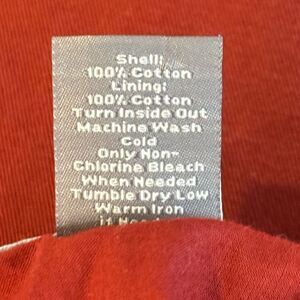 Shell:
100% Cotton
Lining:
100% Cotton
Turn Inside Out
Machine Wash
Cold
Only Non-
Chlorine Bleach
When Needed
Tumble Dry Low
Warm Iron